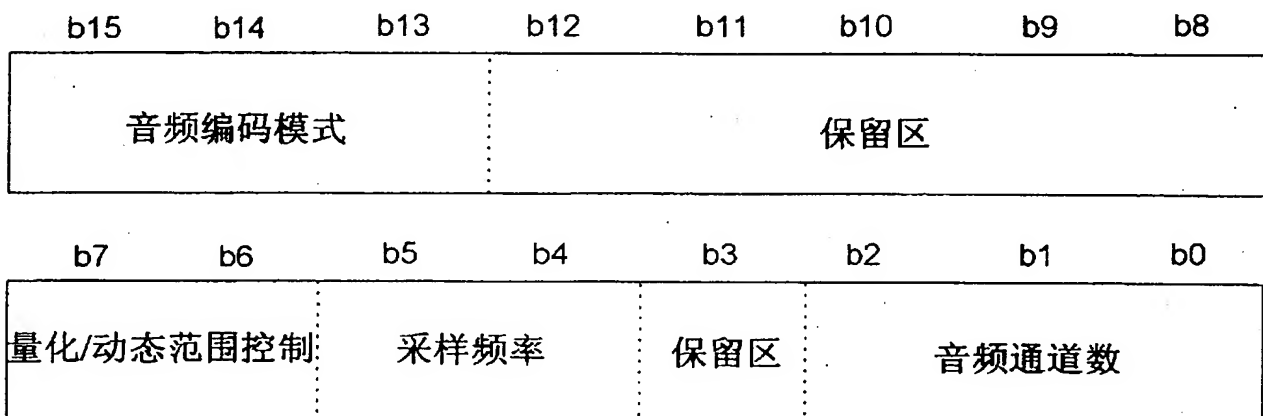 b15 b14 b13 b12 b11 b10 b9 b8
音频编码模式 保留区
b7 b6 b5 b4 b3 b2 b1 b0
量化/动态范围控制 采样频率 保留区 音频通道数